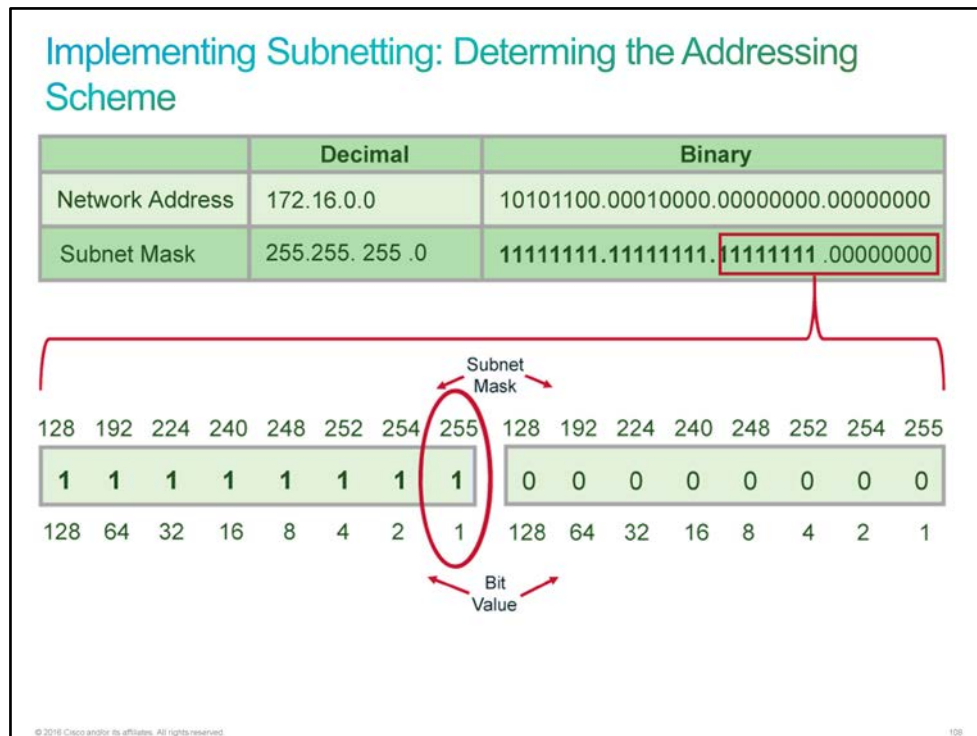 Implementing Subnetting: Determing the Addressing
Scheme
Decimal Binary
Network Address 172.16.0.0 10101100.00010000.00000000.00000000
Subnet Mask 255.255. 255 .0 11111111.11111111.11111111 .00000000
Subnet
Mask
128 192 224 240 248 252 254 255 128 192 224 240 248 252 254 255
1 1 1 1 1 1 1 1 0 0 0 0 0 0 0 0
128 64 32 16 8 4 2 1 128 64 32 16 8 4 2 1
Bit
Value
© 2016 Cisco and/or its affiliates. All rights reserved. 108